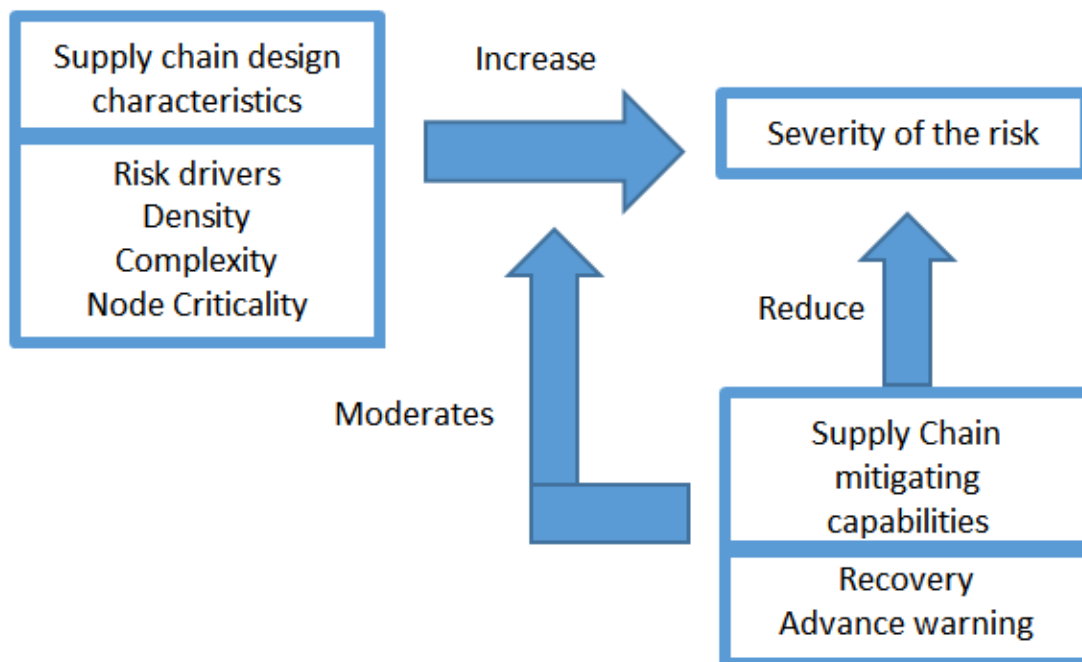 Supply chain design
characteristics
Risk drivers
Density
Complexity
Node Criticality
Increase
Severity of the risk
Moderates
Reduce
Supply Chain
mitigating
capabilities
Recovery
Advance warning